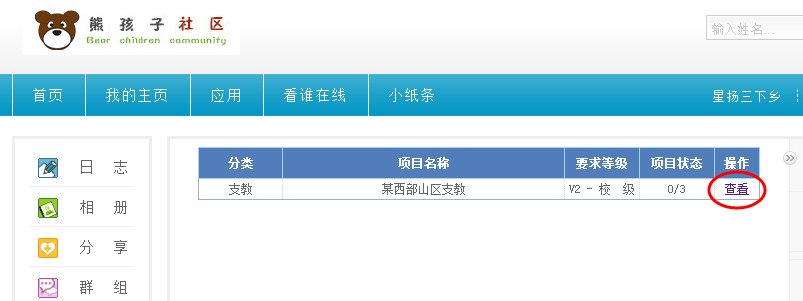 熊孩子社区
Bear children community
输入姓名...
首页 我的主页 应用 看谁在线 小纸条 星扬三下乡
日 志
相 册
分 享
群 组
分类 项目名称 要求等级 项目状态 操作
支教 某西部山区支教 V2 - 校 级 0/3 查看